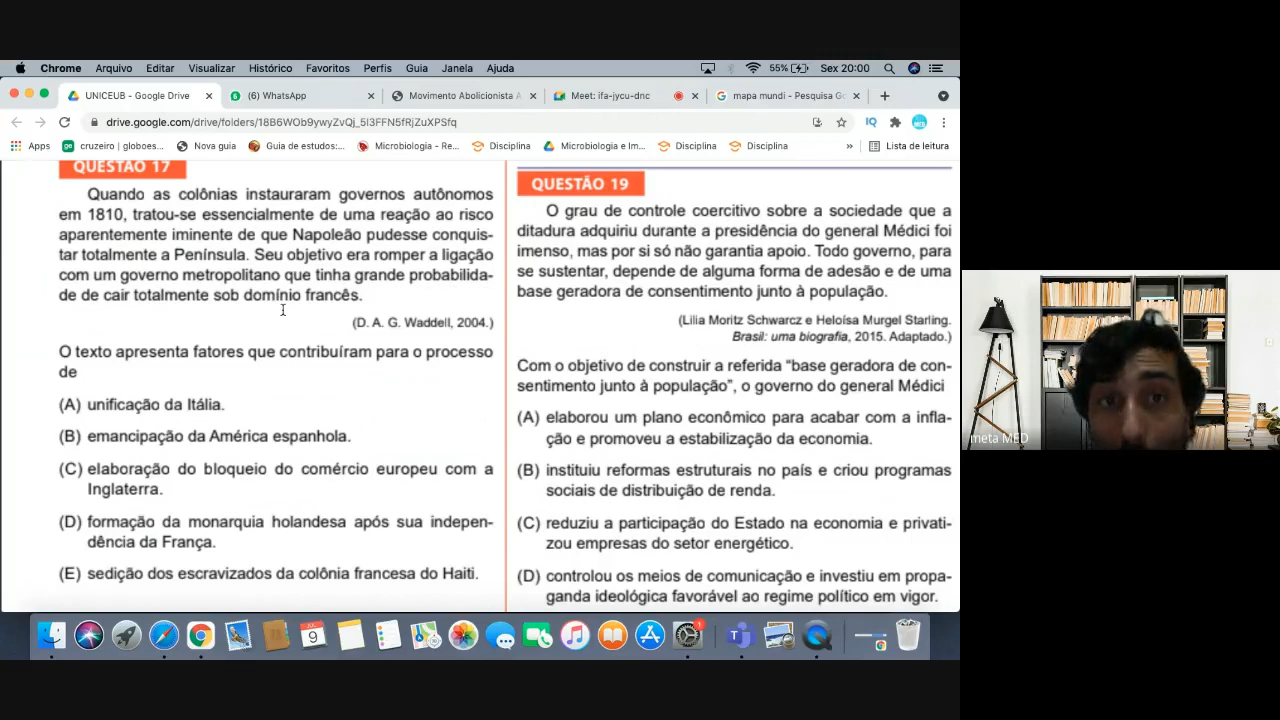 Chrome Arquivo Editar Visualizar Histórico Favoritos Perfis Guia Janela Ajuda 55% Sex 20:00
UNICEUB - Google Drive × (6) WhatsApp × Movimento Abolicionista A × Meet: ifa-jycu-dnc × mapa mundi - Pesquisa Go × +
drive.google.com/drive/folders/18B6WOb9ywyZvQj_5I3FFN5fRjZuXPSfq IQ
Apps ge cruzeiro | globoes... Nova guia Guia de estudos:... Microbiologia - Re... Disciplina Microbiologia e Im... Disciplina Disciplina » Lista de leitura
QUESTÃO 17
Quando as colônias instauraram governos autônomos
em 1810, tratou-se essencialmente de uma reação ao risco
aparentemente iminente de que Napoleão pudesse conquis-
tar totalmente a Península. Seu objetivo era romper a ligação
com um governo metropolitano que tinha grande probabilida-
de de cair totalmente sob domínio francês.
(D. A. G. Waddell, 2004.)
O texto apresenta fatores que contribuíram para o processo
de
(A) unificação da Itália.
(B) emancipação da América espanhola.
(C) elaboração do bloqueio do comércio europeu com a
Inglaterra.
(D) formação da monarquia holandesa após sua indepen-
dência da França.
(E) sedição dos escravizados da colônia francesa do Haiti.
QUESTÃO 19
O grau de controle coercitivo sobre a sociedade que a
ditadura adquiriu durante a presidência do general Médici foi
imenso, mas por si só não garantia apoio. Todo governo, para
se sustentar, depende de alguma forma de adesão e de uma
base geradora de consentimento junto à população.
(Lilia Moritz Schwarcz e Heloísa Murgel Starling.
Brasil: uma biografia, 2015. Adaptado.)
Com o objetivo de construir a referida “base geradora de con-
sentimento junto à população”, o governo do general Médici
(A) elaborou um plano econômico para acabar com a infla-
ção e promoveu a estabilização da economia.
(B) instituiu reformas estruturais no país e criou programas
sociais de distribuição de renda.
(C) reduziu a participação do Estado na economia e privati-
zou empresas do setor energético.
(D) controlou os meios de comunicação e investiu em propa-
ganda ideológica favorável ao regime político em vigor.
meta MED
JUL
9
1